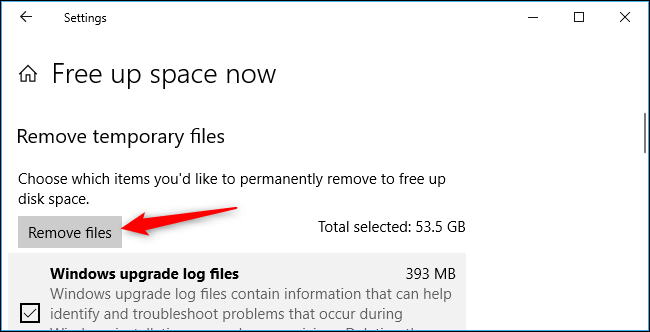 Settings
Free up space now
Remove temporary files
Choose which items you'd like to permanently remove to free up
disk space.
Remove files
Total selected: 53.5 GB
Windows upgrade log files 393 MB
Windows upgrade log files contain information that can help
identify and troubleshoot problems that occur during